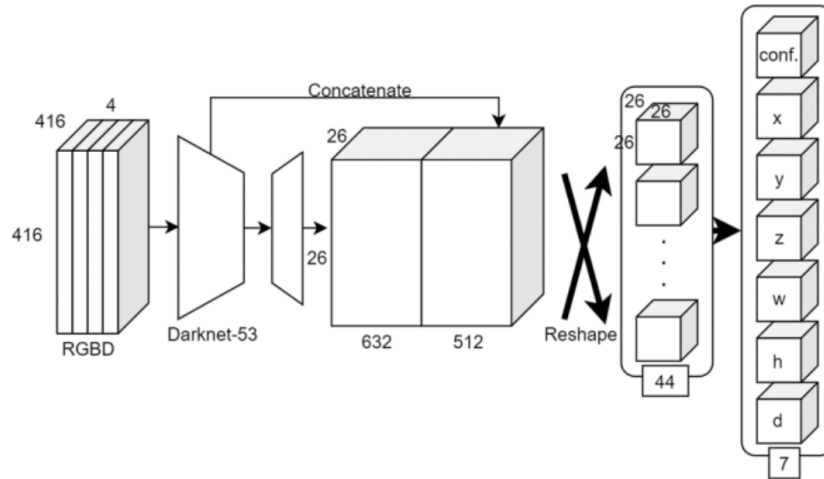 Concatenate
416
4
416
RGBD
Darknet-53
26
26
632
512
Reshape
26
26
26
.
.
.
44
conf.
x
y
z
w
h
d
7